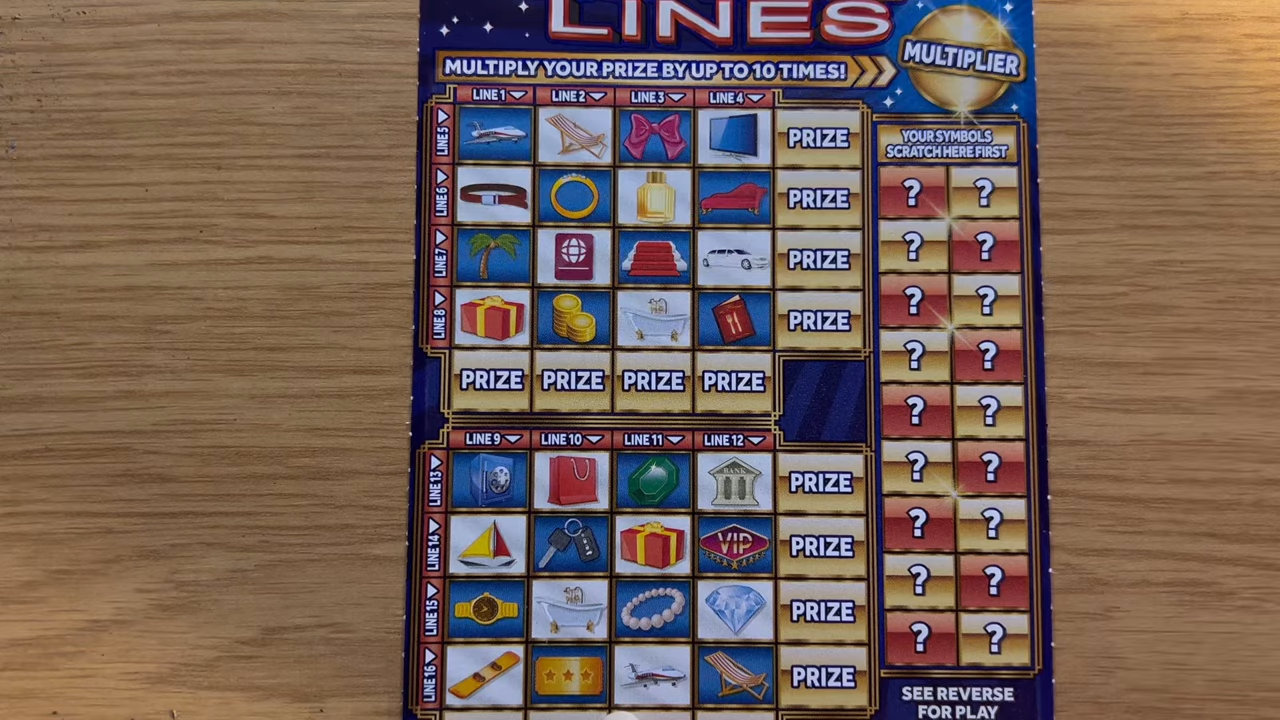 LINES
MULTIPLIER
MULTIPLY YOUR PRIZE BY UP TO 10 TIMES!
LINE 1 LINE 2 LINE 3 LINE 4
YOUR SYMBOLS
SCRATCH HERE FIRST
LINE 5 PRIZE
? ?
LINE 6 PRIZE
? ?
LINE 7 PRIZE
? ?
LINE 8 PRIZE
? ?
PRIZE PRIZE PRIZE PRIZE
? ?
LINE 9 LINE 10 LINE 11 LINE 12
? ?
LINE 13 BANK PRIZE
? ?
LINE 14 VIP PRIZE
? ?
LINE 15 PRIZE
? ?
LINE 16 PRIZE
SEE REVERSE
FOR PLAY